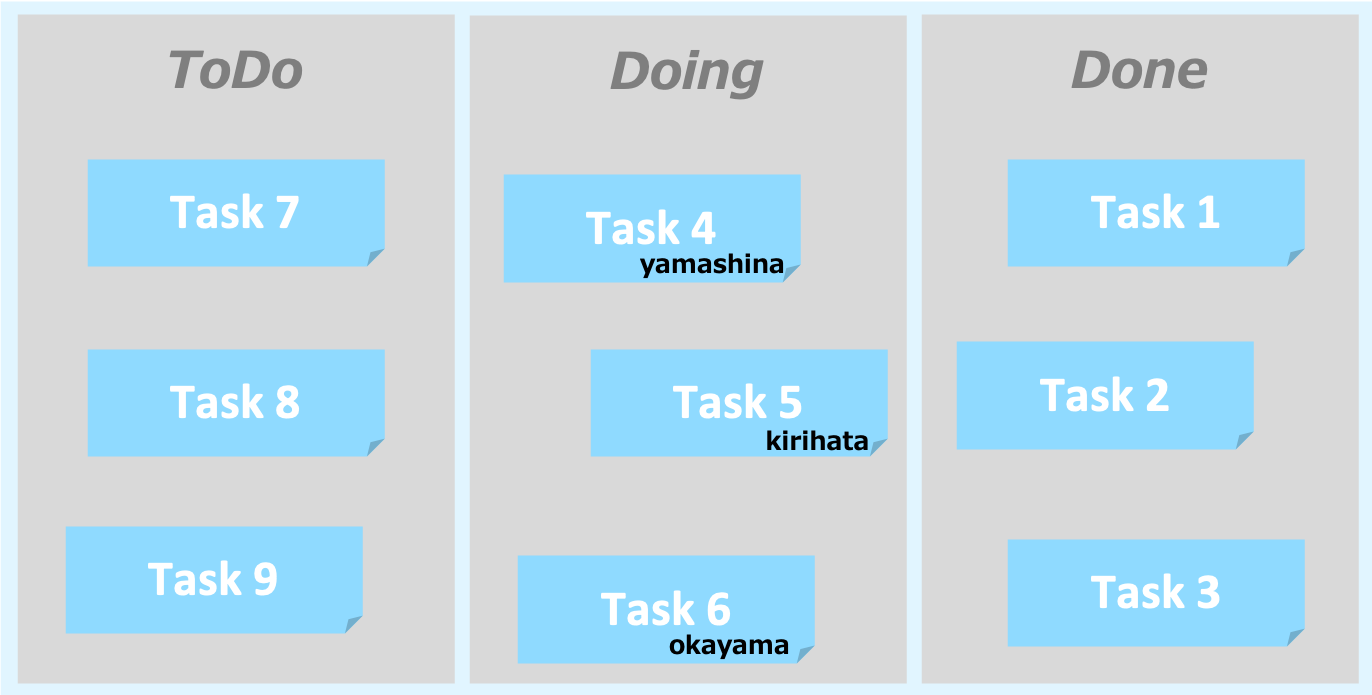 ToDo
Task 7
Task 8
Task 9
Doing
Task 4
yamashina
Task 5
kirihata
Task 6
okayama
Done
Task 1
Task 2
Task 3